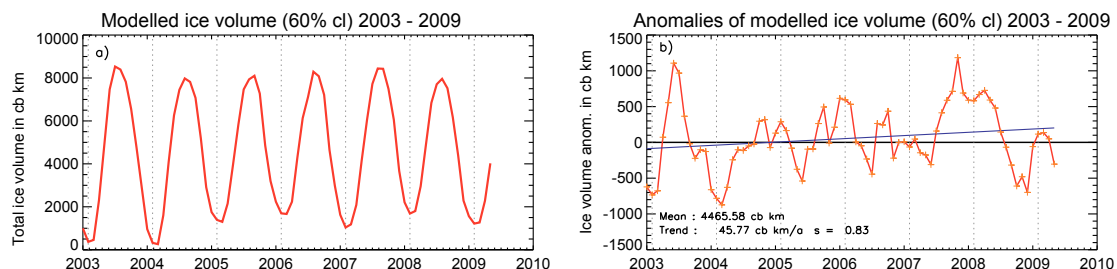 Modelled ice volume (60% cl) 2003 - 2009
a)
Total ice volume in cb km
10000
8000
6000
4000
2000
0
2003 2004 2005 2006 2007 2008 2009 2010
Anomalies of modelled ice volume (60% cl) 2003 - 2009
b)
Ice volume anom. in cb km
1500
1000
500
0
-500
-1000
-1500
Mean : 4465.58 cb km
Trend : 45.77 cb km/a s = 0.83
2003 2004 2005 2006 2007 2008 2009 2010